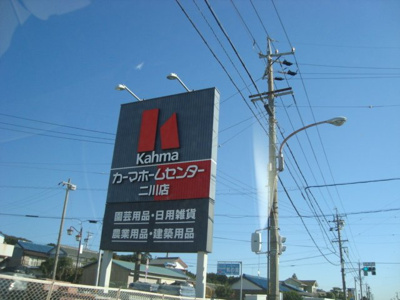 Kahma
カーマホームセンター
二川店
園芸用品・日用雑貨
農業用品・建築用品